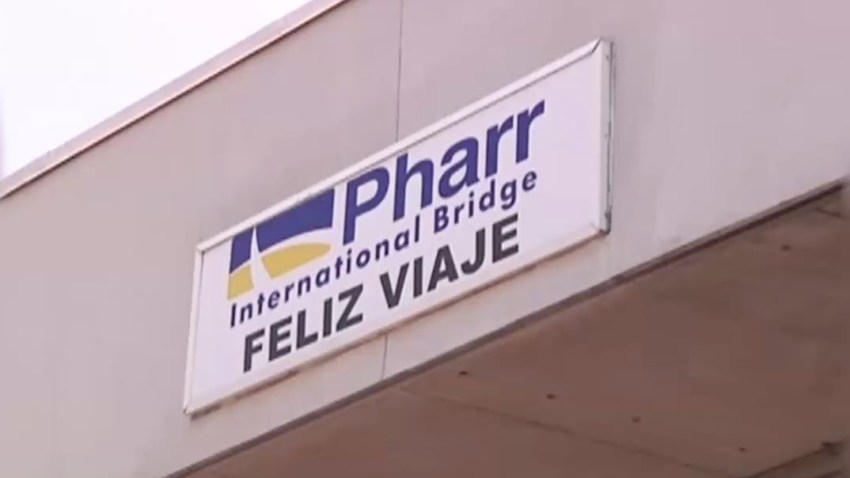 Pharr
International Bridge
FELIZ VIAJE